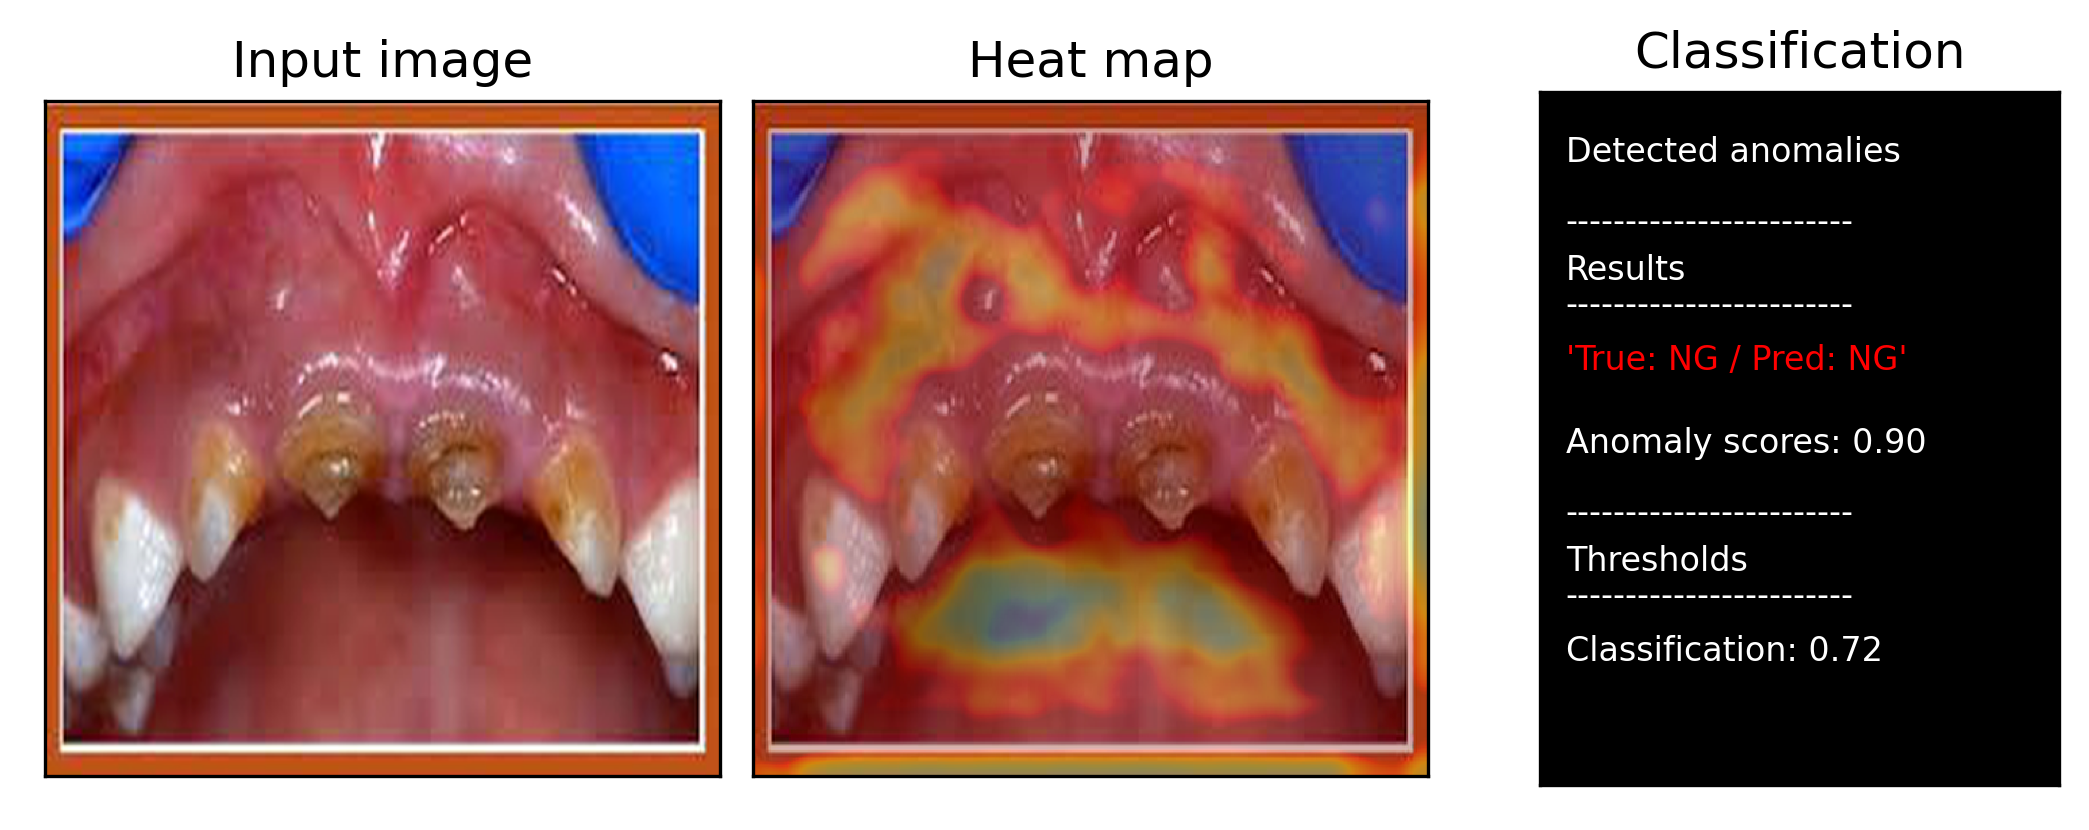 Input image
Heat map
Classification
Detected anomalies
------------------------
Results
------------------------
'True: NG / Pred: NG'
Anomaly scores: 0.90
------------------------
Thresholds
------------------------
Classification: 0.72